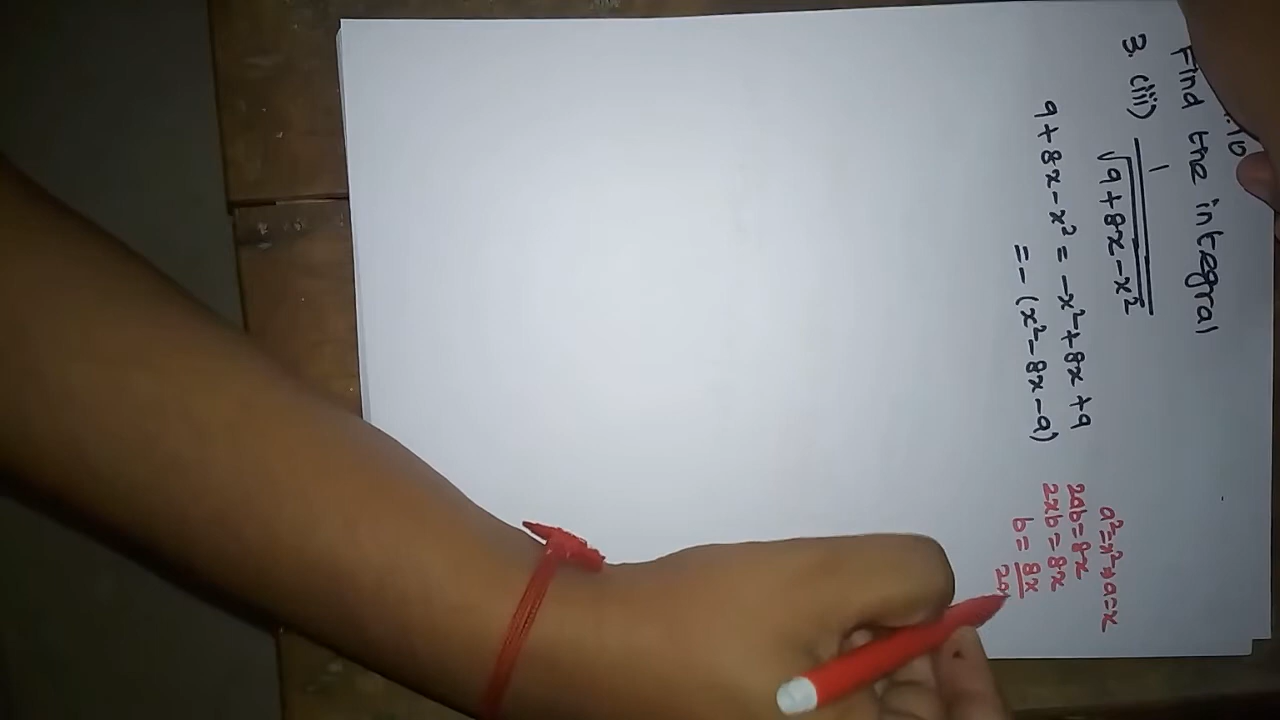 Find the integral
3. (iii) 1/√(9+8x-x²)
9 + 8x - x² = -x² + 8x + 9
= - (x² - 8x - 9)
a² = x² ⇒ a = x
2ab = 8x
2xb = 8x
b = 8x